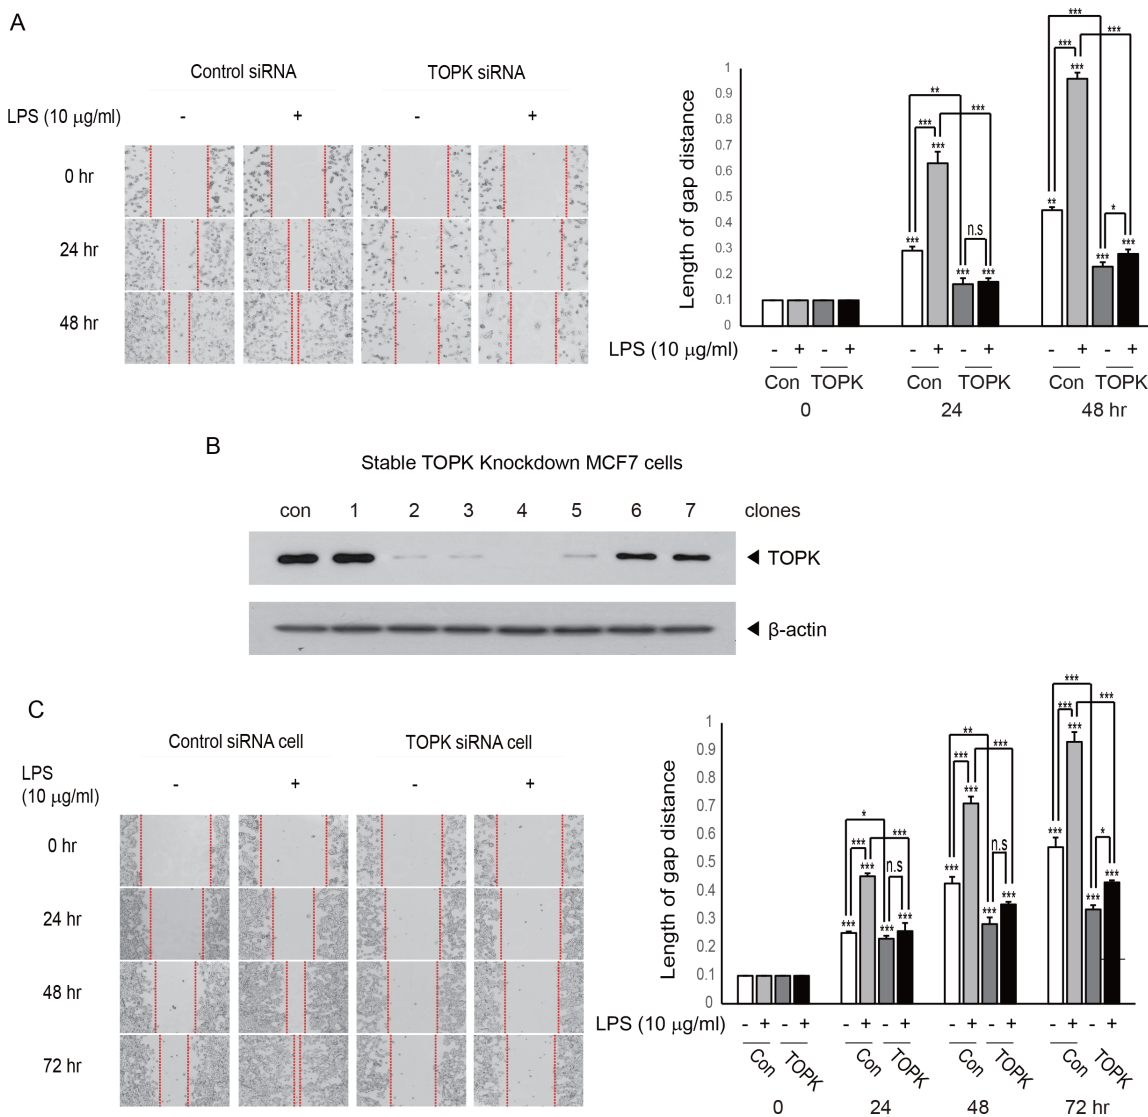 A
Control siRNA
TOPK siRNA
LPS (10 μg/ml)
- + - +
0 hr
24 hr
48 hr
Length of gap distance
1
0.9
0.8
0.7
0.6
0.5
0.4
0.3
0.2
0.1
0
***
*** ***
***
**
*** ***
***
***
n.s
*** ***
**
*
*** ***
LPS (10 μg/ml)
- + - + - + - + - + - +
Con TOPK Con TOPK Con TOPK
0 24 48 hr
B
Stable TOPK Knockdown MCF7 cells
con 1 2 3 4 5 6 7 clones
◄ TOPK
◄ β-actin
C
Control siRNA cell
TOPK siRNA cell
LPS
(10 μg/ml)
- + - +
0 hr
24 hr
48 hr
72 hr
Length of gap distance
1
0.9
0.8
0.7
0.6
0.5
0.4
0.3
0.2
0.1
0
*
*** ***
***
n.s
*** *** ***
**
*** ***
***
n.s
*** *** ***
***
*** ***
***
*
*** *** ***
LPS (10 μg/ml)
- + - + - + - + - + - + - + - +
Con TOPK Con TOPK Con TOPK Con TOPK
0 24 48 72 hr